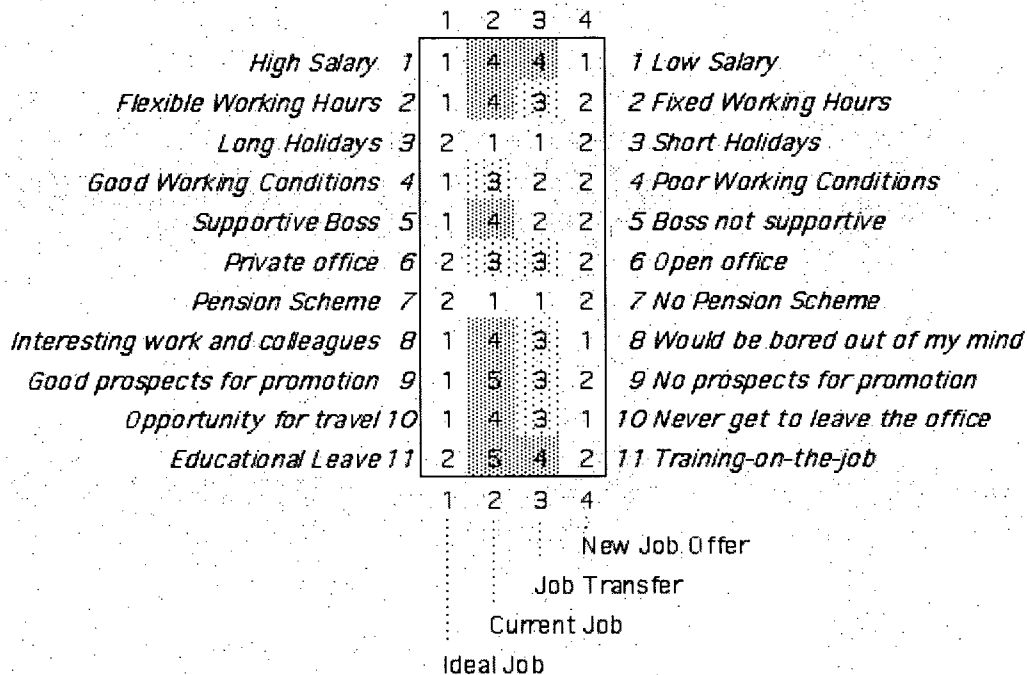 1 2 3 4
High Salary 1 1 4 4 1 1 Low Salary
Flexible Working Hours 2 1 4 3 2 2 Fixed Working Hours
Long Holidays 3 2 1 1 2 3 Short Holidays
Good Working Conditions 4 1 3 2 2 4 Poor Working Conditions
Supportive Boss 5 1 4 2 2 5 Boss not supportive
Private office 6 2 3 3 2 6 Open office
Pension Scheme 7 2 1 1 2 7 No Pension Scheme
Interesting work and colleagues 8 1 4 3 1 8 Would be bored out of my mind
Good prospects for promotion 9 1 5 3 2 9 No prospects for promotion
Opportunity for travel 10 1 4 3 1 10 Never get to leave the office
Educational Leave 11 2 5 4 2 11 Training-on-the-job
1 2 3 4
New Job Offer
Job Transfer
Current Job
Ideal Job